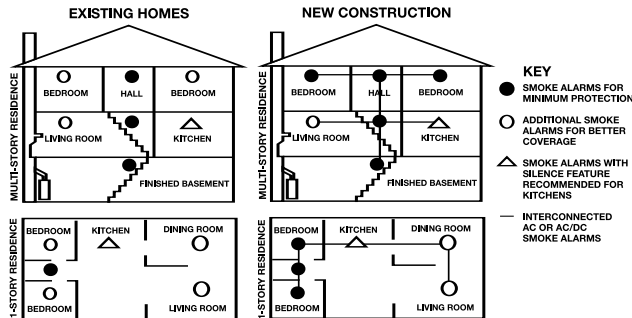 EXISTING HOMES
NEW CONSTRUCTION
MULTI-STORY RESIDENCE
BEDROOM
HALL
BEDROOM
LIVING ROOM
KITCHEN
FINISHED BASEMENT
MULTI-STORY RESIDENCE
BEDROOM
HALL
BEDROOM
LIVING ROOM
KITCHEN
FINISHED BASEMENT
KEY
SMOKE ALARMS FOR
MINIMUM PROTECTION
ADDITIONAL SMOKE
ALARMS FOR BETTER
COVERAGE
SMOKE ALARMS WITH
SILENCE FEATURE
RECOMMENDED FOR
KITCHENS
INTERCONNECTED
AC OR AC/DC
SMOKE ALARMS
1-STORY RESIDENCE
BEDROOM
KITCHEN
DINING ROOM
BEDROOM
LIVING ROOM
1-STORY RESIDENCE
BEDROOM
KITCHEN
DINING ROOM
BEDROOM
LIVING ROOM